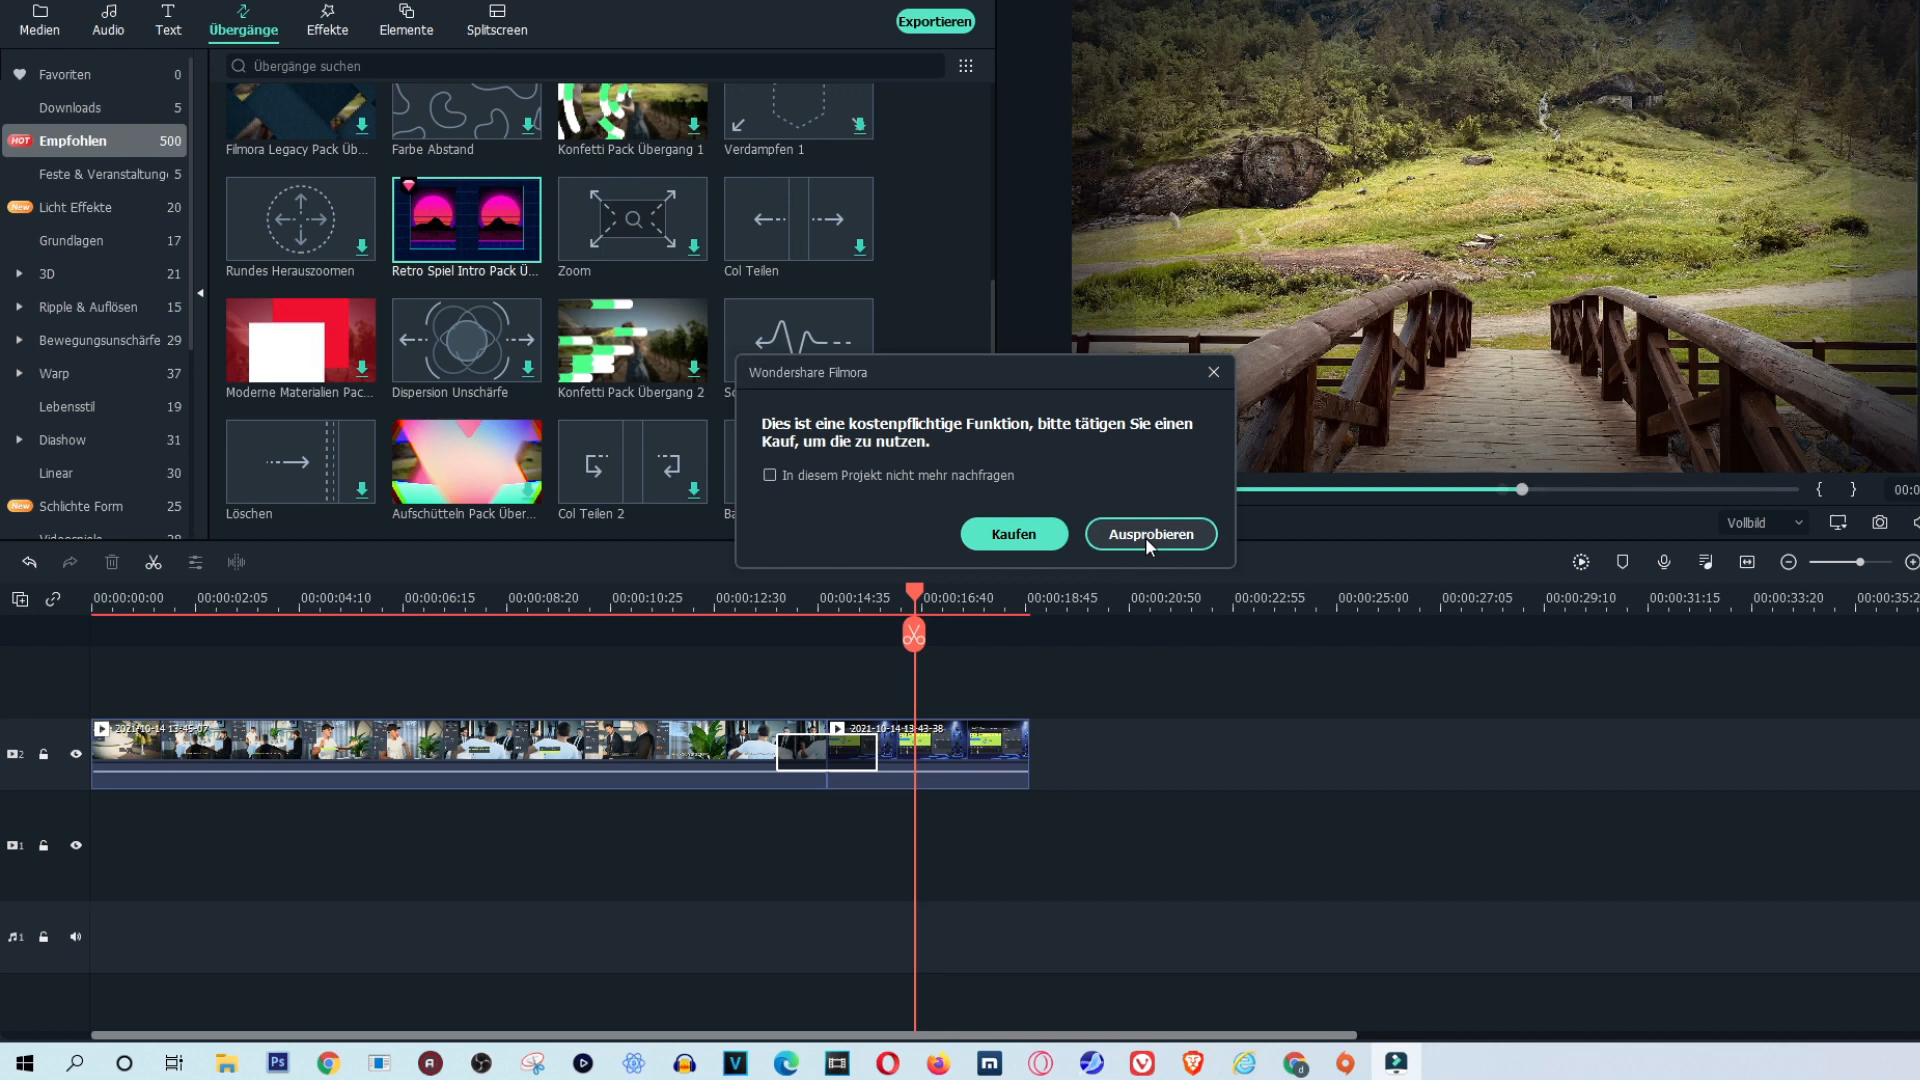 Medien
Audio
Text
Übergänge
Effekte
Elemente
Splitscreen
Exportieren
Übergänge suchen
Favoriten 0
Downloads 5
HOT Empfohlen 500
Feste & Veranstaltung 5
New Licht Effekte 20
Grundlagen 17
3D 21
Ripple & Auflösen 15
Bewegungsunschärfe 29
Warp 37
Lebensstil 19
Diashow 31
Linear 30
New Schlichte Form 25
Filmora Legacy Pack Üb...
Farbe Abstand
Konfetti Pack Übergang 1
Verdampfen 1
Rundes Herauszoomen
Retro Spiel Intro Pack Ü...
Zoom
Col Teilen
Moderne Materialien Pac...
Dispersion Unschärfe
Konfetti Pack Übergang 2
Löschen
Aufschütteln Pack Über...
Col Teilen 2
Wondershare Filmora
Dies ist eine kostenpflichtige Funktion, bitte tätigen Sie einen
Kauf, um die zu nutzen.
In diesem Projekt nicht mehr nachfragen
Kaufen
Ausprobieren
{ } 00:0
Vollbild
00:00:00:00
00:00:02:05
00:00:04:10
00:00:06:15
00:00:08:20
00:00:10:25
00:00:12:30
00:00:14:35
00:00:16:40
00:00:18:45
00:00:20:50
00:00:22:55
00:00:25:00
00:00:27:05
00:00:29:10
00:00:31:15
00:00:33:20
00:00:35:2
2021-10-14 13-45-07
2021-10-14 13-43-38
2
1
1
Ps
V